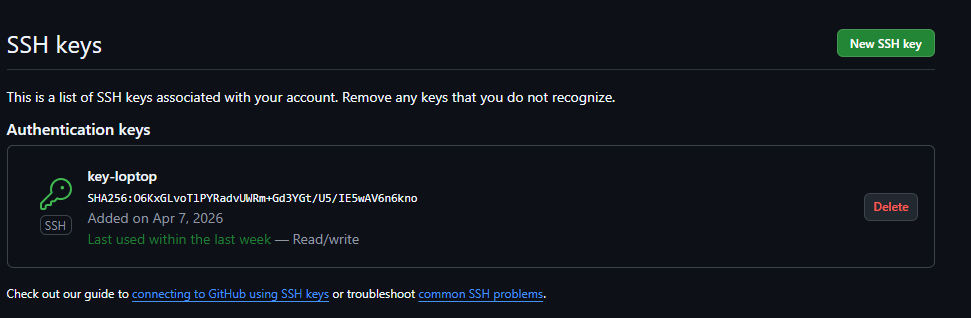 SSH keys
New SSH key
This is a list of SSH keys associated with your account. Remove any keys that you do not recognize.
Authentication keys
key-loptop
SHA256:O6KxGLvoTlPYRadvUWRm+Gd3YGt/U5/IE5wAV6n6kno
Added on Apr 7, 2026
Last used within the last week — Read/write
SSH
Delete
Check out our guide to connecting to GitHub using SSH keys or troubleshoot common SSH problems.